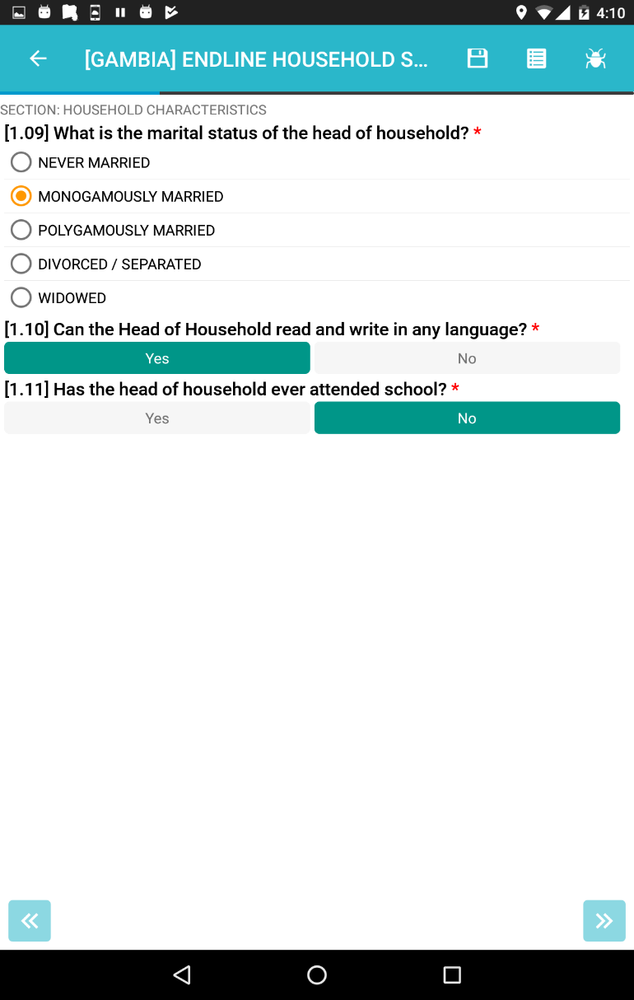 4:10
[GAMBIA] ENDLINE HOUSEHOLD S...
SECTION: HOUSEHOLD CHARACTERISTICS
[1.09] What is the marital status of the head of household? *
NEVER MARRIED
MONOGAMOUSLY MARRIED
POLYGAMOUSLY MARRIED
DIVORCED / SEPARATED
WIDOWED
[1.10] Can the Head of Household read and write in any language? *
Yes No
[1.11] Has the head of household ever attended school? *
Yes No